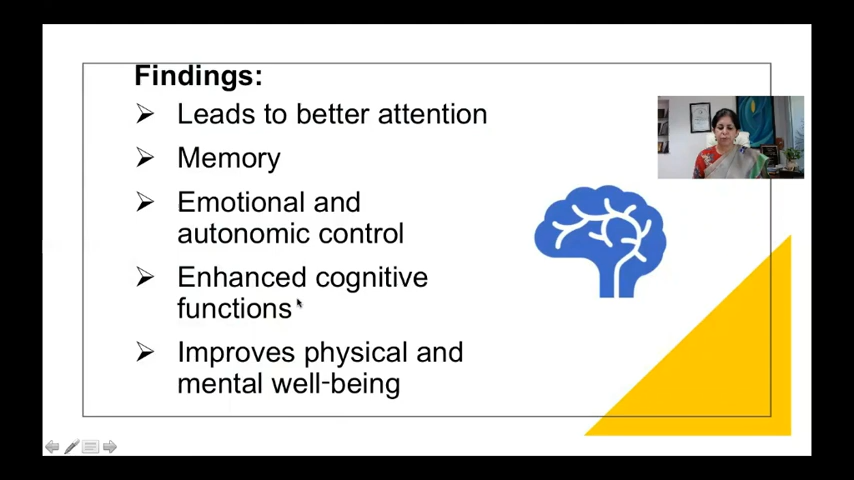 Findings:
➢ Leads to better attention
➢ Memory
➢ Emotional and
autonomic control
➢ Enhanced cognitive
functions
➢ Improves physical and
mental well-being